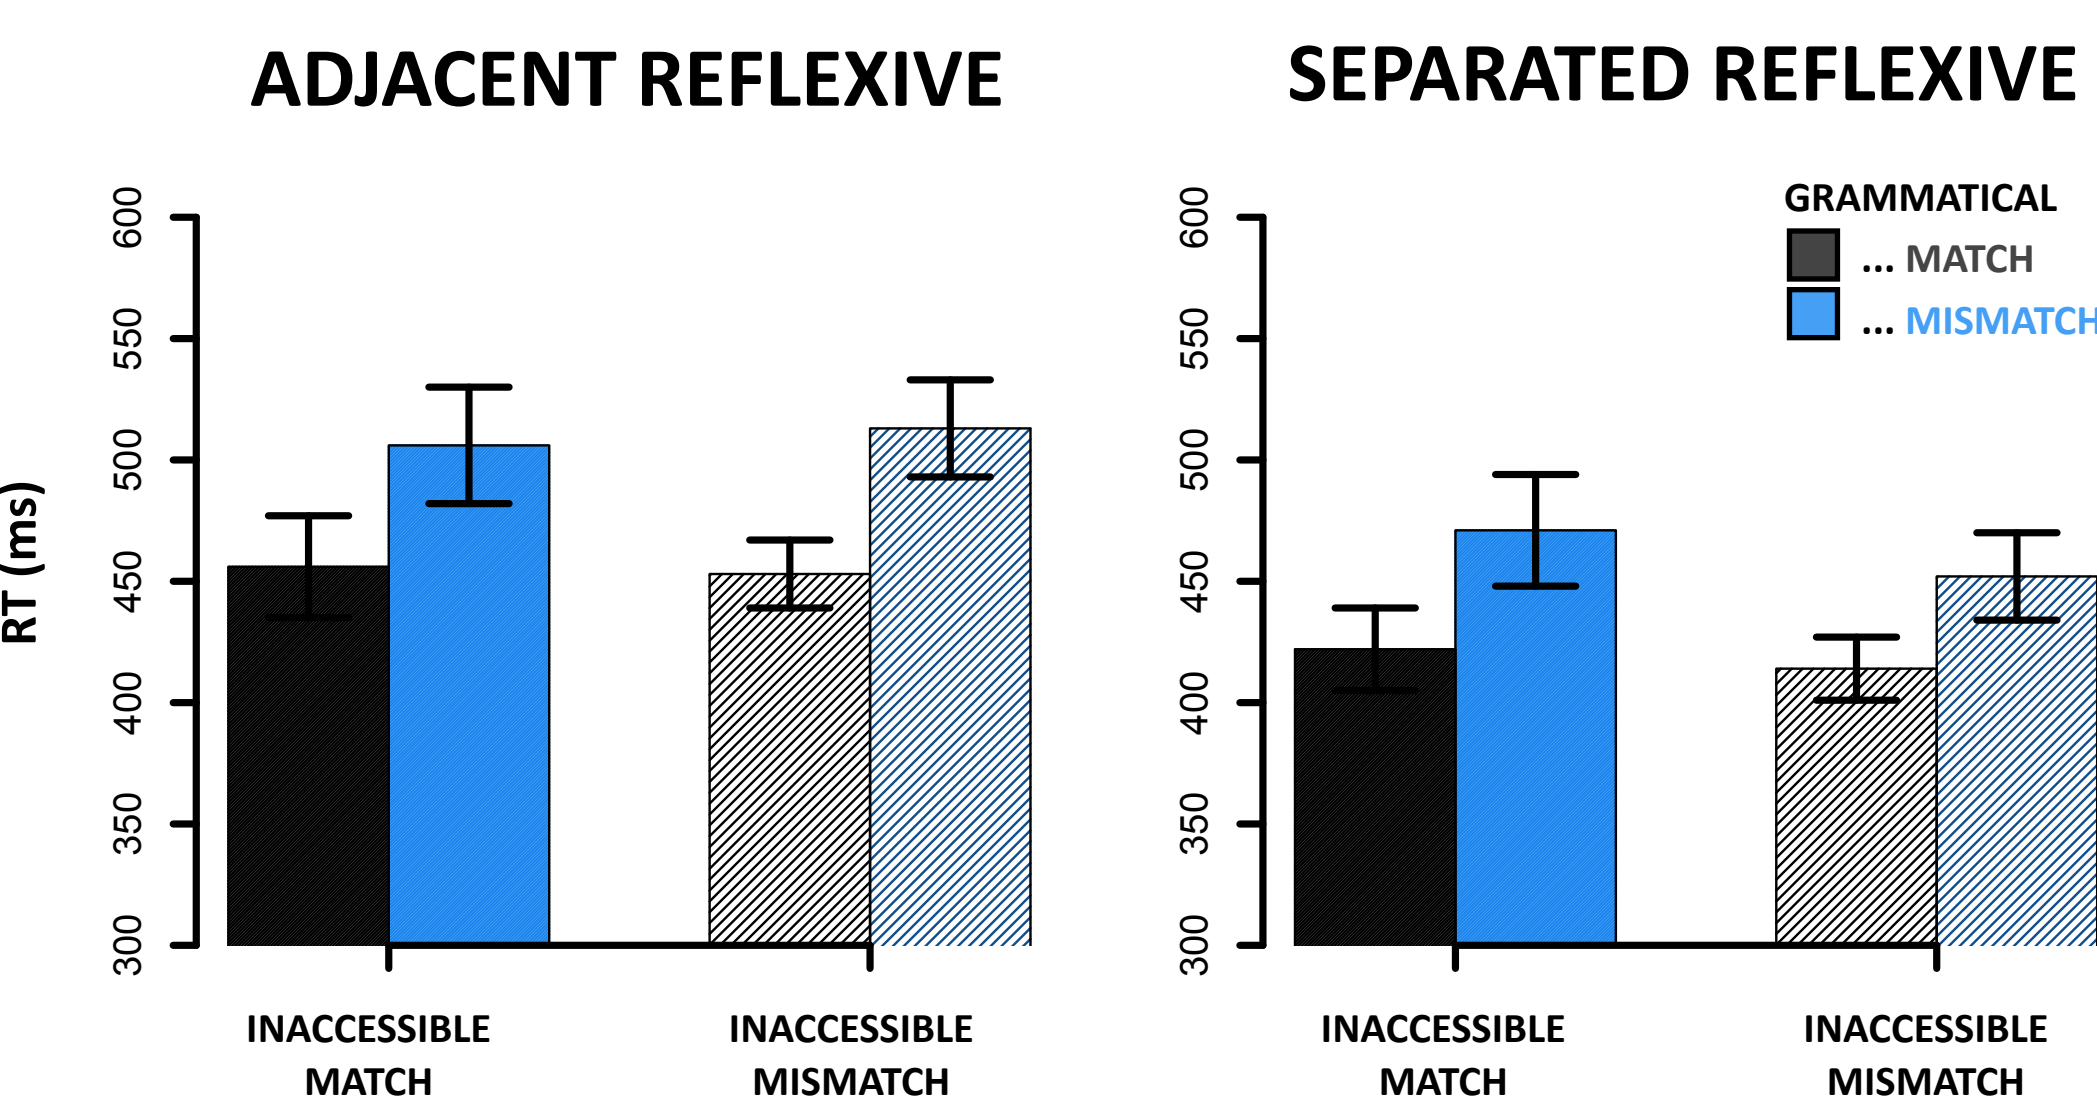 ADJACENT REFLEXIVE
RT (ms)
600
550
500
450
400
350
300
INACCESSIBLE
MATCH
INACCESSIBLE
MISMATCH
SEPARATED REFLEXIVE
GRAMMATICAL
... MATCH
... MISMATCH
600
550
500
450
400
350
300
INACCESSIBLE
MATCH
INACCESSIBLE
MISMATCH